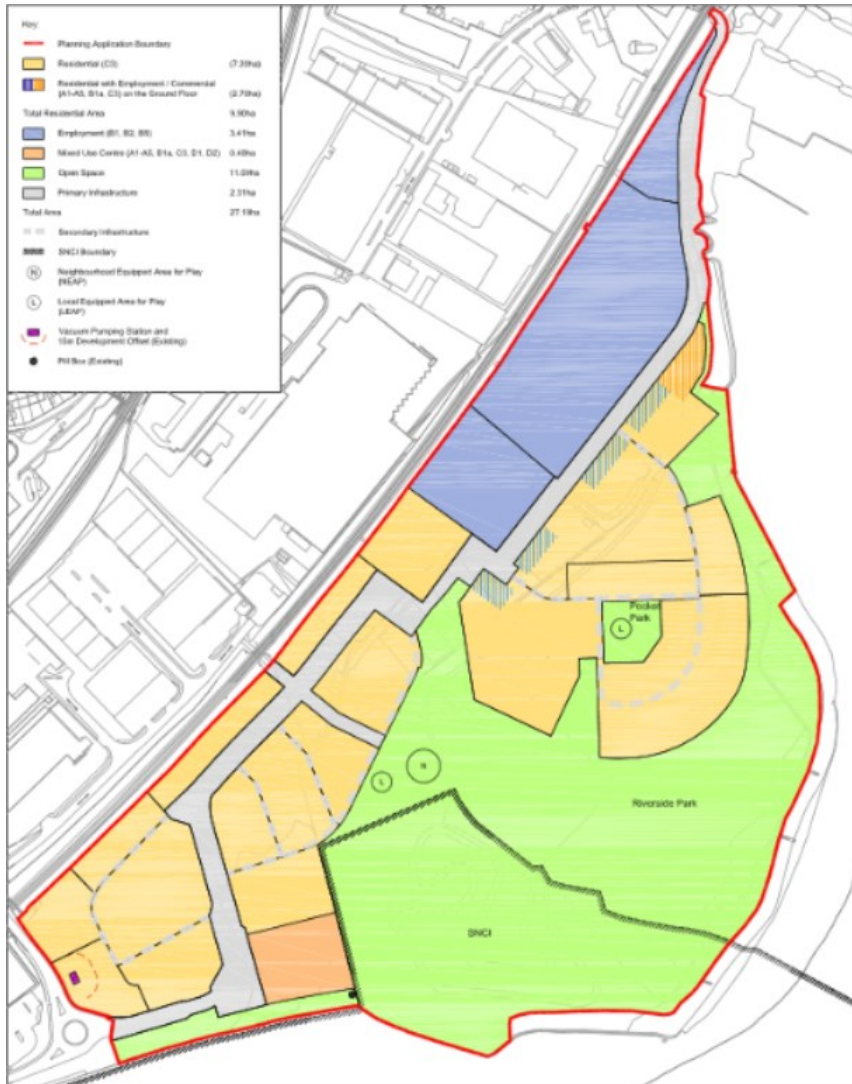 Key:
Planning Application Boundary
Residential (C3) (7.20ha)
Residential with Employment / Commercial
(A1-A5, B1a, C3) on the Ground Floor (2.70ha)
Total Residential Area 9.90ha
Employment (B1, B2, B8) 3.41ha
Mixed Use Centre (A1-A5, B1a, C3, D1, D2)
Open Space
Primary Infrastructure 2.31ha
Total Area 27.19ha
Secondary Infrastructure
SNCI Boundary
N Neighbourhood Equipped Area for Play
(NEAP)
L Local Equipped Area for Play
(LEAP)
Vacuum Pumping Station and
15m Development Offset (Existing)
Pill Box (Existing)
Pocket
Park
L
N
L
Riverside Park
SNCI